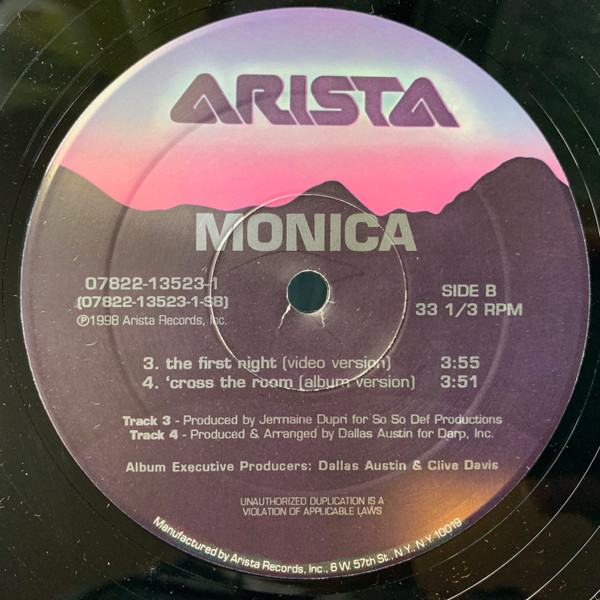 ARISTA
MONICA
07822-13523-1
(07822-13523-1-SB)
℗1998 Arista Records, Inc.
SIDE B
33 1/3 RPM
3. the first night (video version) 3:55
4. 'cross the room (album version) 3:51
Track 3 - Produced by Jermaine Dupri for So So Def Productions
Track 4 - Produced & Arranged by Dallas Austin for Darp, Inc.
Album Executive Producers: Dallas Austin & Clive Davis
UNAUTHORIZED DUPLICATION IS A
VIOLATION OF APPLICABLE LAWS
Manufactured by Arista Records, Inc., 6 W. 57th St., N.Y., N.Y. 10019